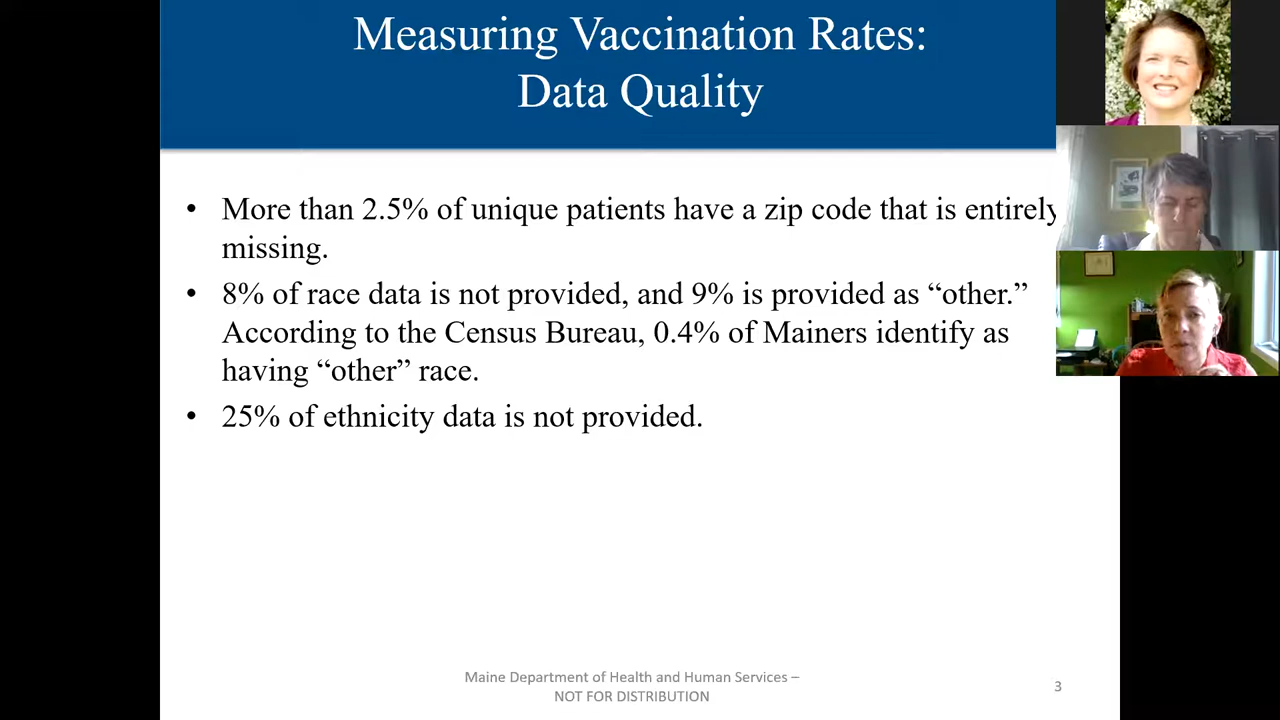 Measuring Vaccination Rates:
Data Quality
• More than 2.5% of unique patients have a zip code that is entirely
missing.
• 8% of race data is not provided, and 9% is provided as “other.”
According to the Census Bureau, 0.4% of Mainers identify as
having “other” race.
• 25% of ethnicity data is not provided.
Maine Department of Health and Human Services –
NOT FOR DISTRIBUTION
3